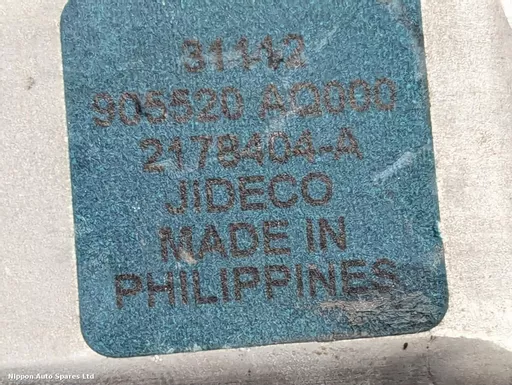 31112
905520 AQ000
2178404-A
JIDECO
MADE IN
PHILIPPINES
Nippon Auto Spares Ltd